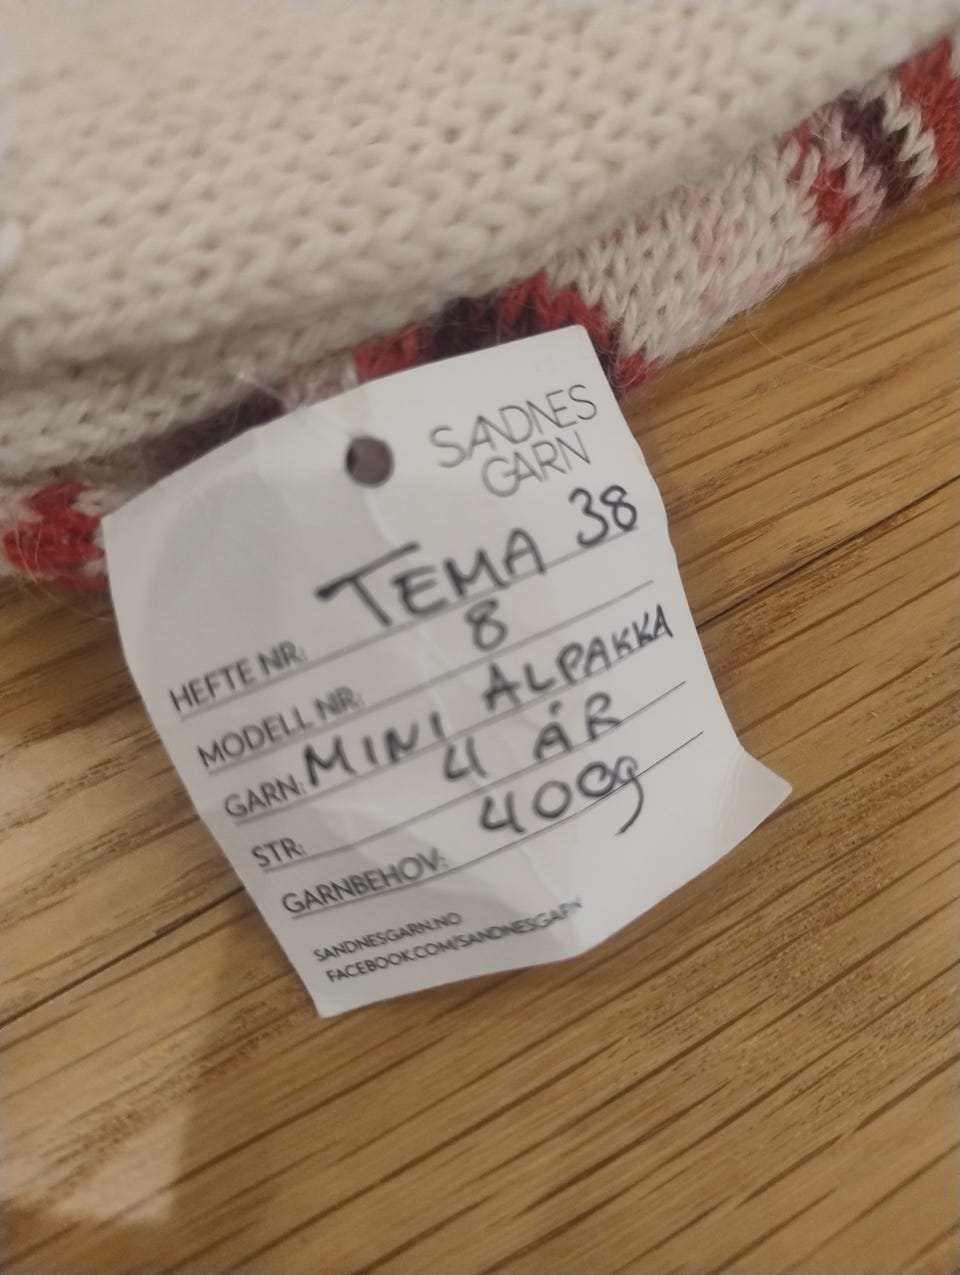 SANDNES
GARN
HEFTE NR: TEMA 38
MODELL NR: 8
GARN: MINI ALPAKKA
STR: 4 ÅR
GARNBEHOV: 400g
SANDNESGARN.NO
FACEBOOK.COM/SANDNESGARN